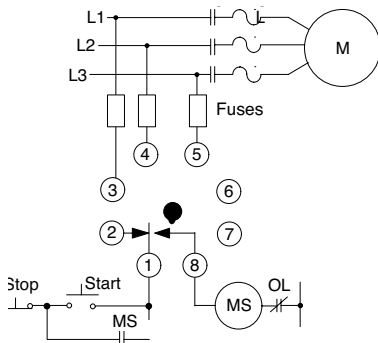 L1 L
L2 M
L3
Fuses
4 5
3 6
2 7
1 8
Stop Start OL
MS MS